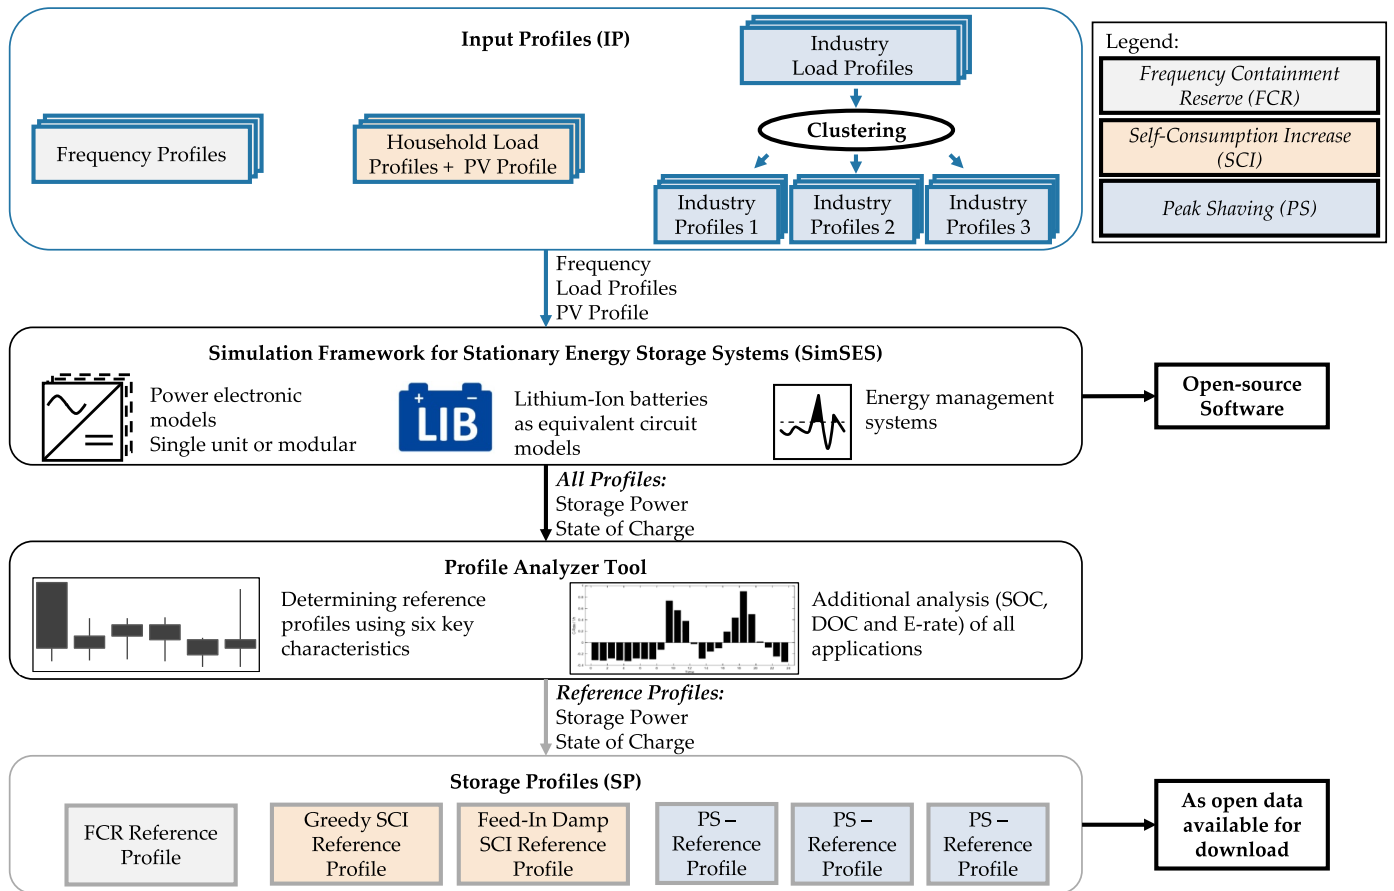 Input Profiles (IP)
Industry
Load Profiles
Clustering
Frequency Profiles
Household Load
Profiles + PV Profile
Industry
Profiles 1
Industry
Profiles 2
Industry
Profiles 3
Legend:
Frequency Containment
Reserve (FCR)
Self-Consumption Increase
(SCI)
Peak Shaving (PS)
Frequency
Load Profiles
PV Profile
Simulation Framework for Stationary Energy Storage Systems (SimSES)
Power electronic
models
Single unit or modular
+ −
LIB
Lithium-Ion batteries
as equivalent circuit
models
Energy management
systems
Open-source
Software
All Profiles:
Storage Power
State of Charge
Profile Analyzer Tool
Determining reference
profiles using six key
characteristics
Additional analysis (SOC,
DOC and E-rate) of all
applications
Reference Profiles:
Storage Power
State of Charge
Storage Profiles (SP)
FCR Reference
Profile
Greedy SCI
Reference
Profile
Feed-In Damp
SCI Reference
Profile
PS –
Reference
Profile
PS –
Reference
Profile
PS –
Reference
Profile
As open data
available for
download